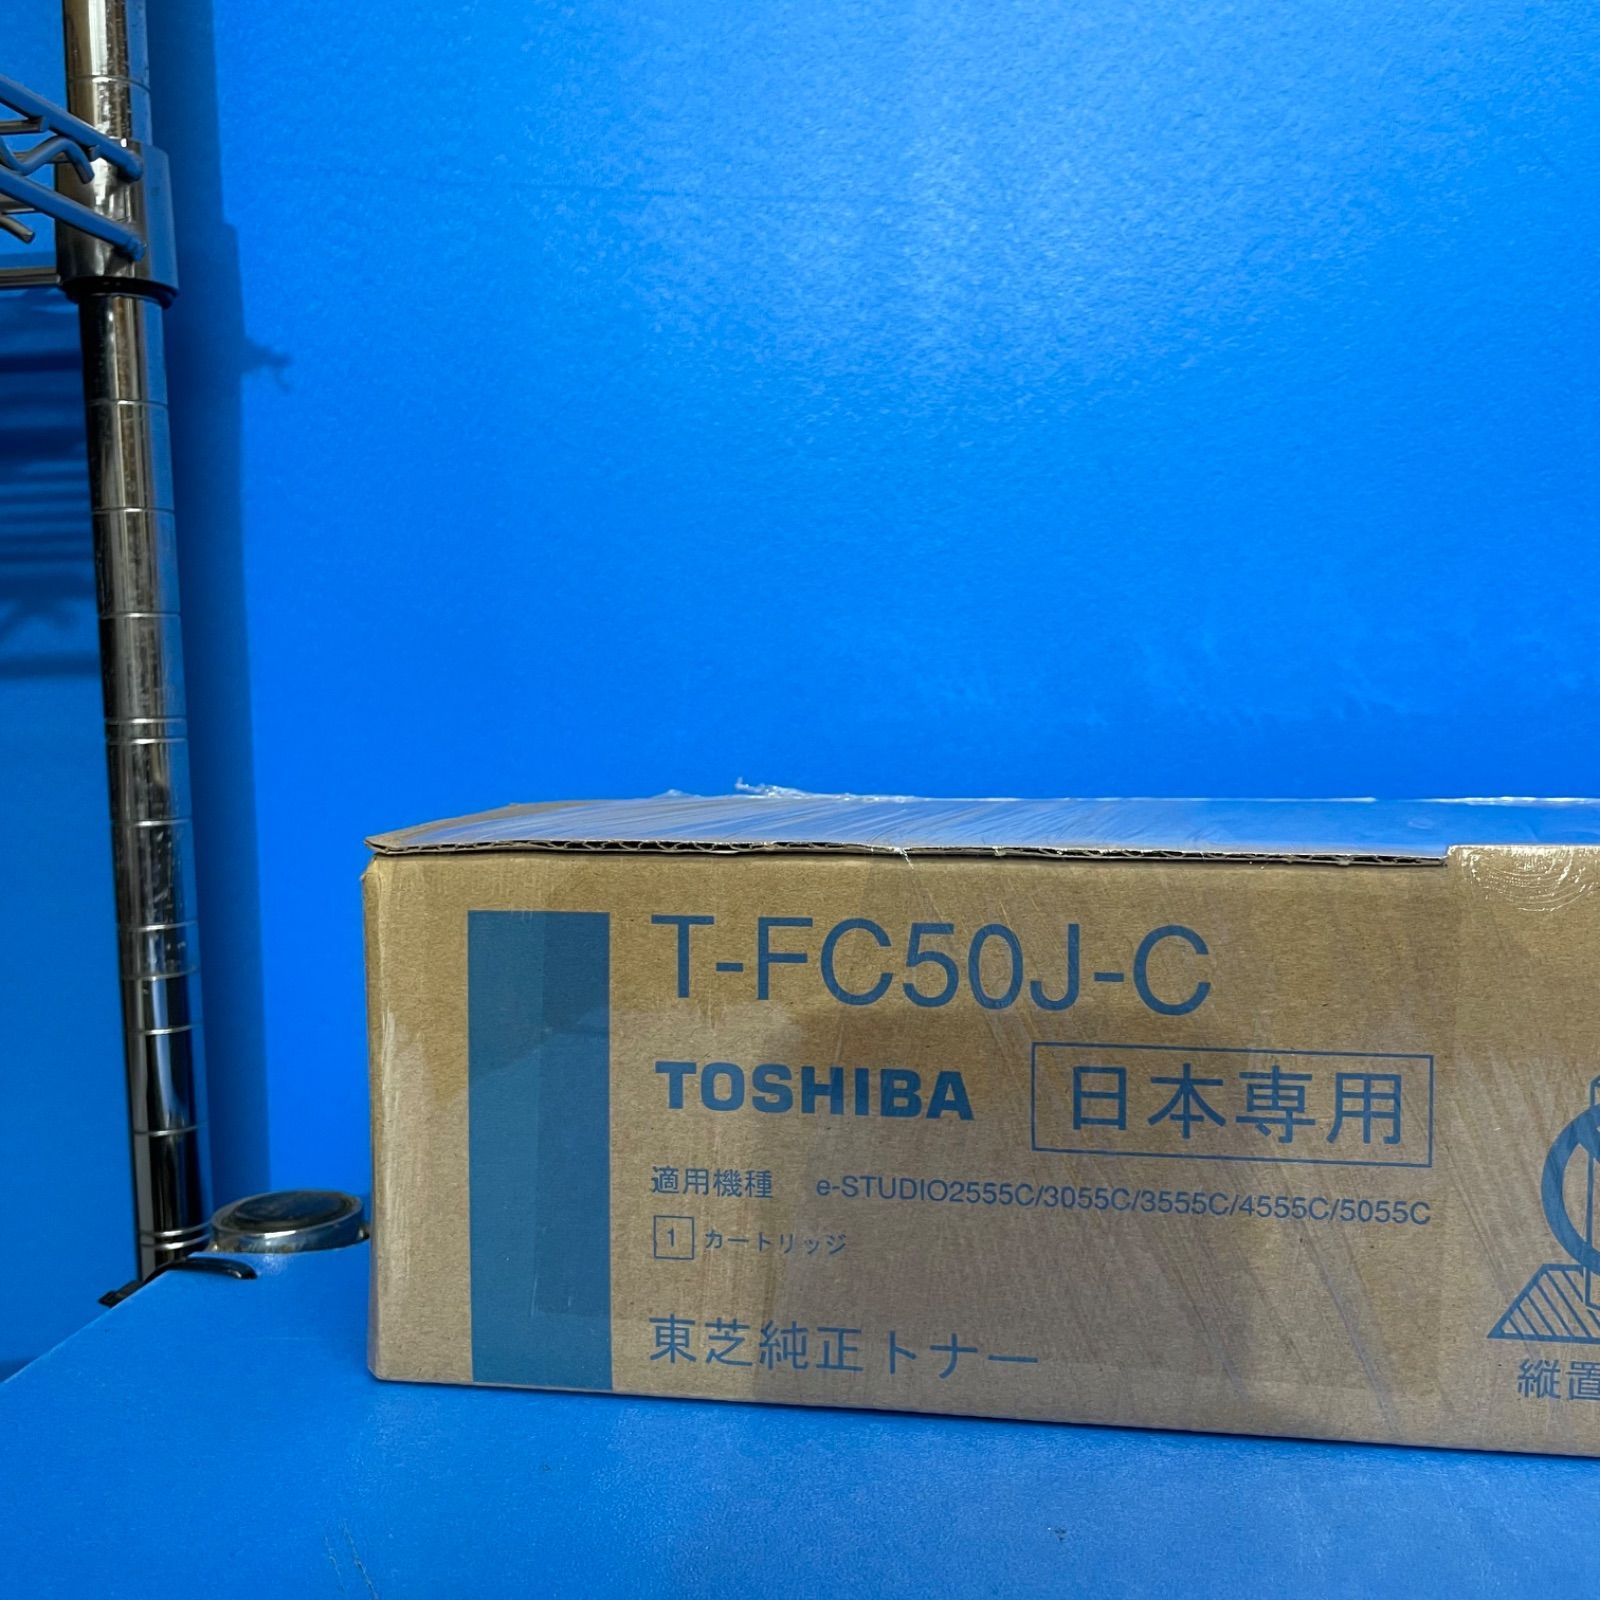 T-FC50J-C
TOSHIBA 日本専用
適用機種 e-STUDIO2555C/3055C/3555C/4555C/5055C
1 カートリッジ
東芝純正トナー
縦置